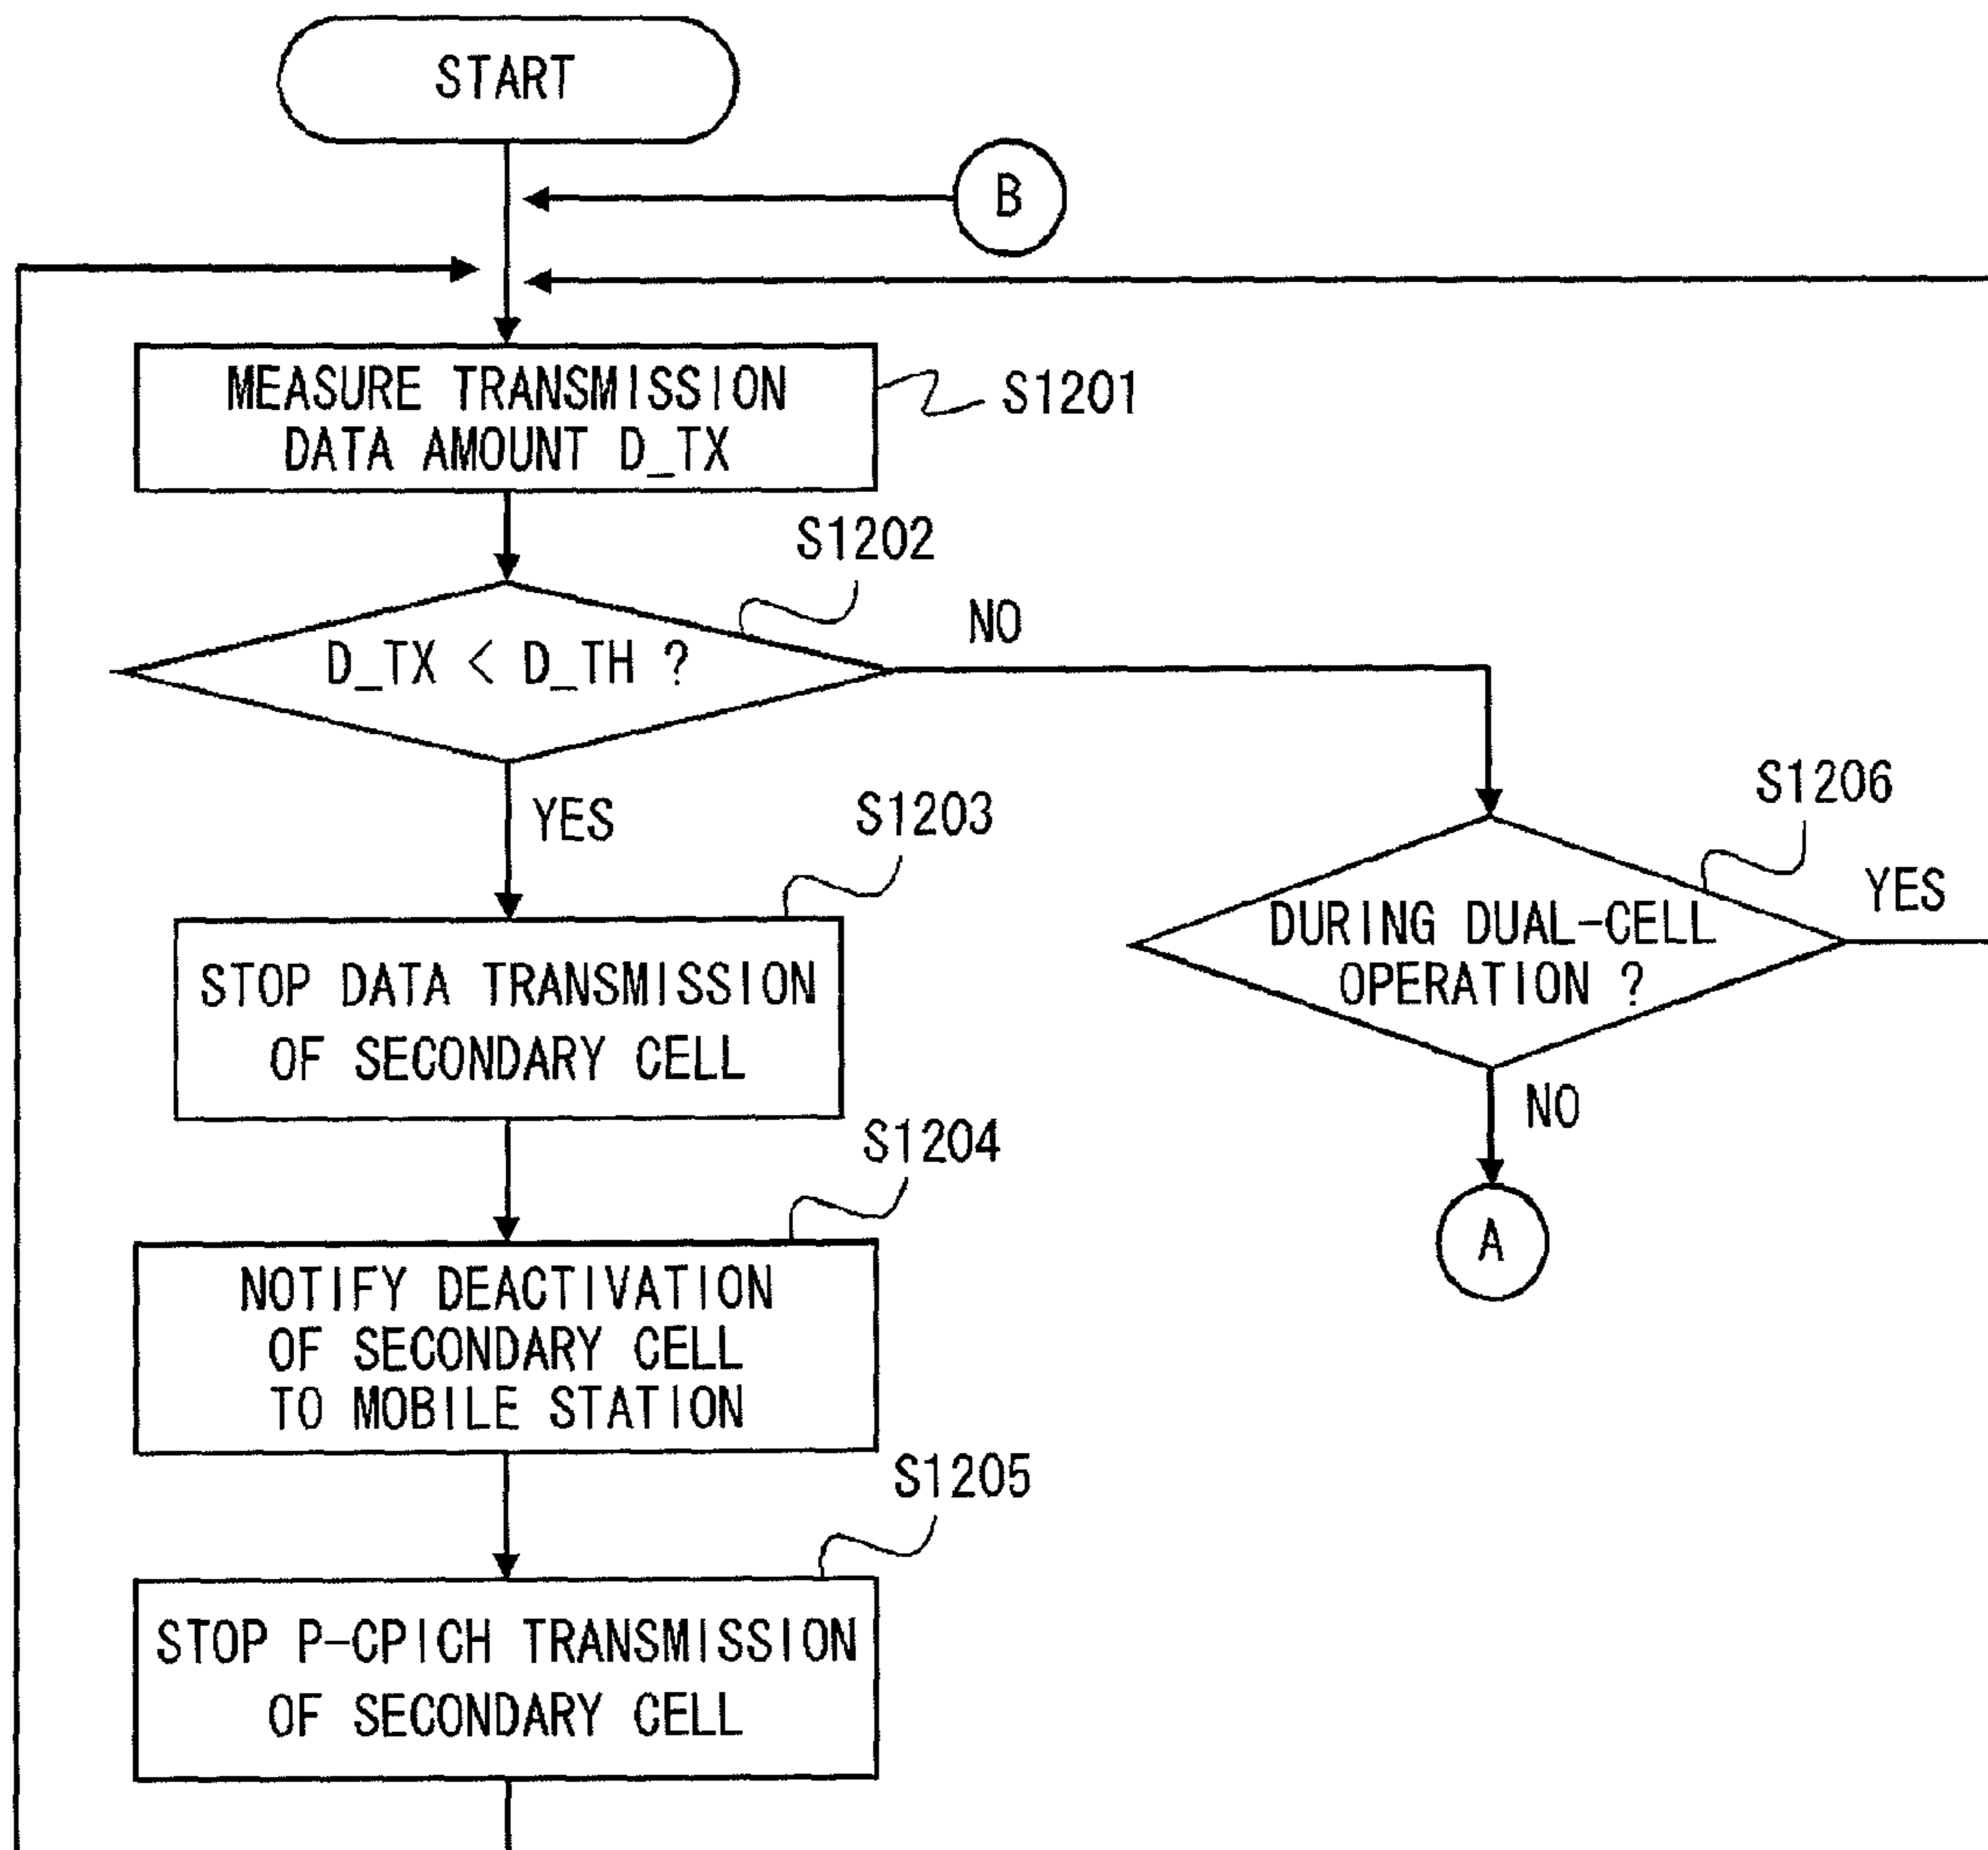 START
B
MEASURE TRANSMISSION
DATA AMOUNT D_TX
S1201
S1202
D_TX < D_TH ?
NO
YES
S1203
STOP DATA TRANSMISSION
OF SECONDARY CELL
S1206
DURING DUAL-CELL
OPERATION ?
YES
NO
A
S1204
NOTIFY DEACTIVATION
OF SECONDARY CELL
TO MOBILE STATION
S1205
STOP P-CPICH TRANSMISSION
OF SECONDARY CELL